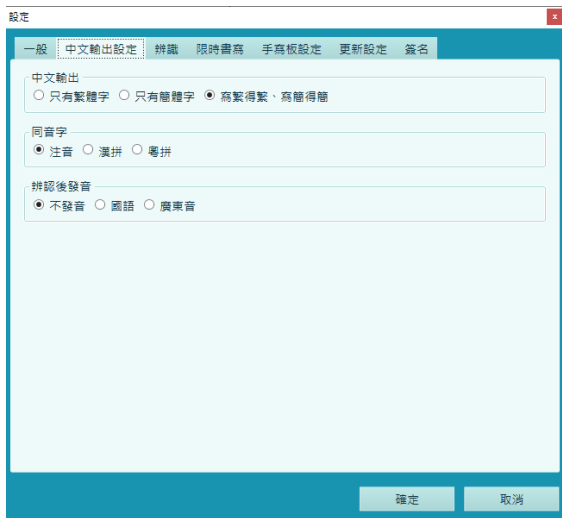 設定
x
一般 中文輸出設定 辨識 限時書寫 手寫板設定 更新設定 簽名
中文輸出
只有繁體字 只有簡體字 寫繁得繁、寫簡得簡
同音字
注音 漢拼 粵拼
辨認後發音
不發音 國語 廣東音
確定 取消